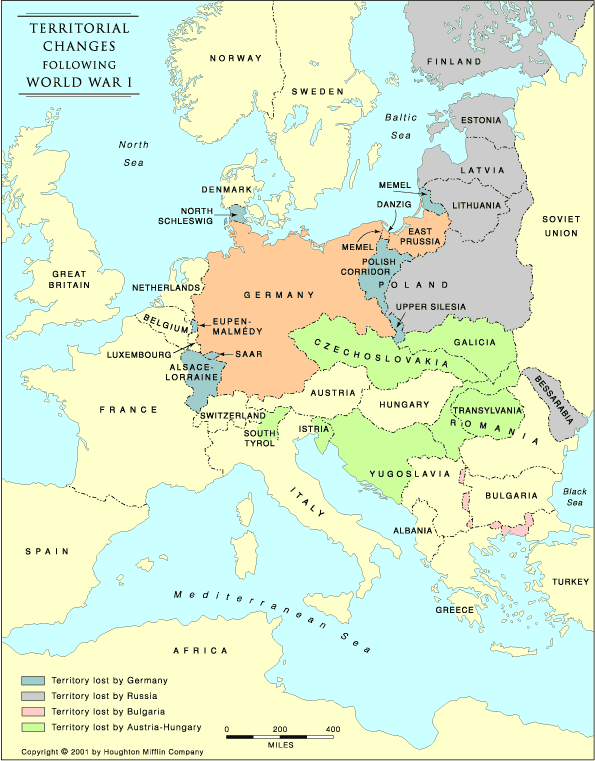 TERRITORIAL
CHANGES
FOLLOWING
WORLD WAR I
NORWAY
SWEDEN
FINLAND
North
Sea
Baltic
Sea
ESTONIA
LATVIA
LITHUANIA
MEMEL
DANZIG
DENMARK
NORTH
SCHLESWIG
EAST
PRUSSIA
SOVIET
UNION
MEMEL
POLISH
CORRIDOR
POLAND
GREAT
BRITAIN
NETHERLANDS
GERMANY
UPPER SILESIA
BELGIUM
EUPEN-
MALMÉDY
LUXEMBOURG
SAAR
ALSACE-
LORRAINE
CZECHOSLOVAKIA
GALICIA
FRANCE
SWITZERLAND
AUSTRIA
HUNGARY
BESSARABIA
TRANSYLVANIA
ROMANIA
SOUTH
TYROL
ISTRIA
YUGOSLAVIA
ITALY
BULGARIA
Black
Sea
ALBANIA
SPAIN
TURKEY
GREECE
Mediterranean Sea
AFRICA
Territory lost by Germany
Territory lost by Russia
Territory lost by Bulgaria
Territory lost by Austria-Hungary
0 200 400
MILES
Copyright © 2001 by Houghton Mifflin Company